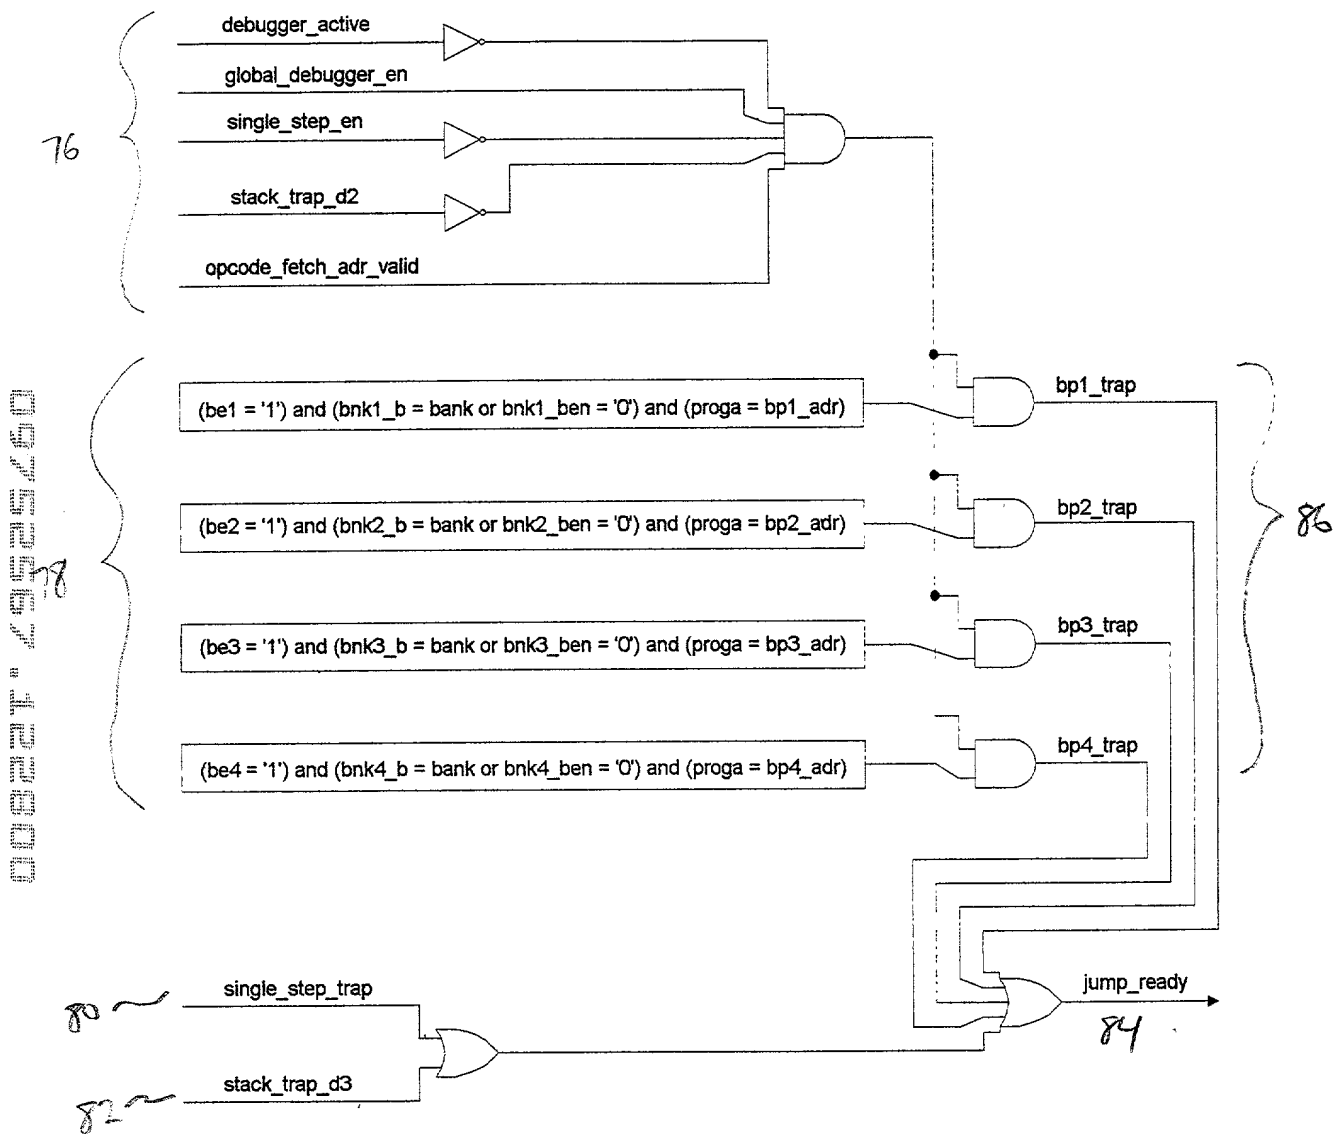 debugger_active
global_debugger_en
single_step_en
76
stack_trap_d2
opcode_fetch_adr_valid
(be1 = '1') and (bnk1_b = bank or bnk1_ben = '0') and (proga = bp1_adr)
bp1_trap
(be2 = '1') and (bnk2_b = bank or bnk2_ben = '0') and (proga = bp2_adr)
bp2_trap
86
78
(be3 = '1') and (bnk3_b = bank or bnk3_ben = '0') and (proga = bp3_adr)
bp3_trap
(be4 = '1') and (bnk4_b = bank or bnk4_ben = '0') and (proga = bp4_adr)
bp4_trap
09752567.122800
80
single_step_trap
jump_ready
84
82
stack_trap_d3